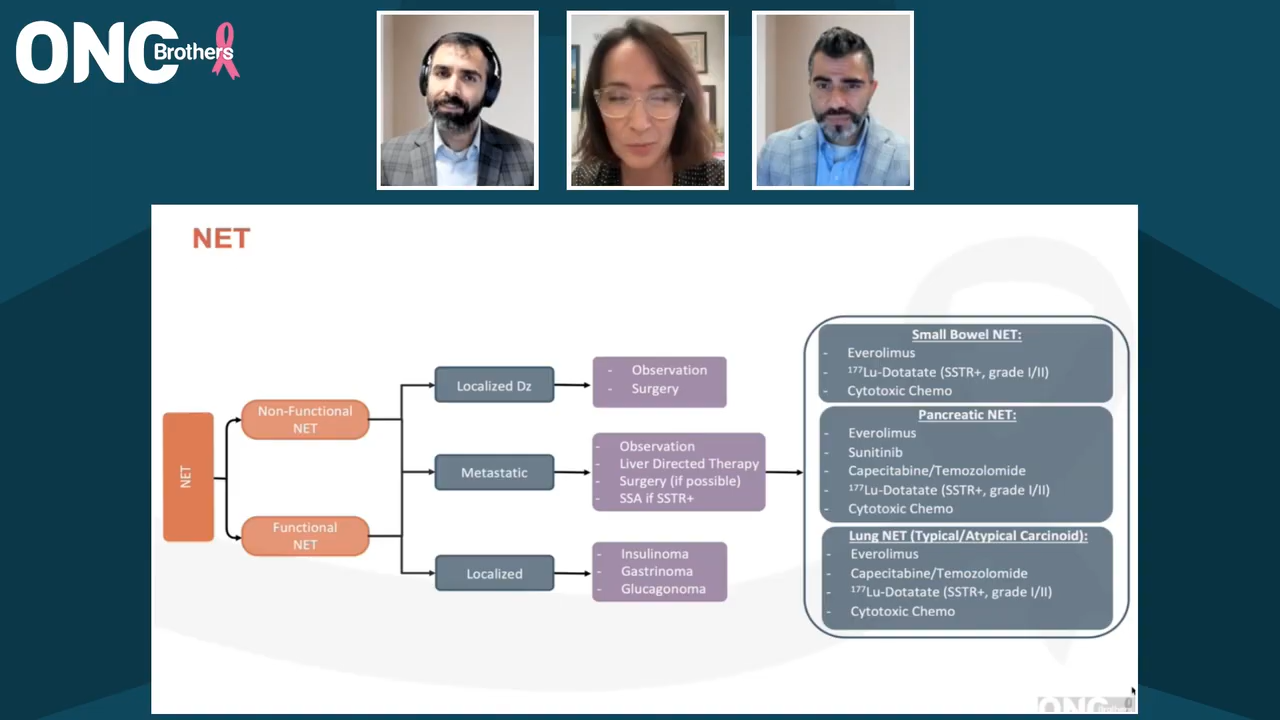 ONC Brothers
NET
NET
Non-Functional
NET
Functional
NET
Localized Dz
Metastatic
Localized
- Observation
- Surgery
- Observation
- Liver Directed Therapy
- Surgery (if possible)
- SSA if SSTR+
- Insulinoma
- Gastrinoma
- Glucagonoma
Small Bowel NET:
- Everolimus
- ¹⁷⁷Lu-Dotatate (SSTR+, grade I/II)
- Cytotoxic Chemo
Pancreatic NET:
- Everolimus
- Sunitinib
- Capecitabine/Temozolomide
- ¹⁷⁷Lu-Dotatate (SSTR+, grade I/II)
- Cytotoxic Chemo
Lung NET (Typical/Atypical Carcinoid):
- Everolimus
- Capecitabine/Temozolomide
- ¹⁷⁷Lu-Dotatate (SSTR+, grade I/II)
- Cytotoxic Chemo
ONC